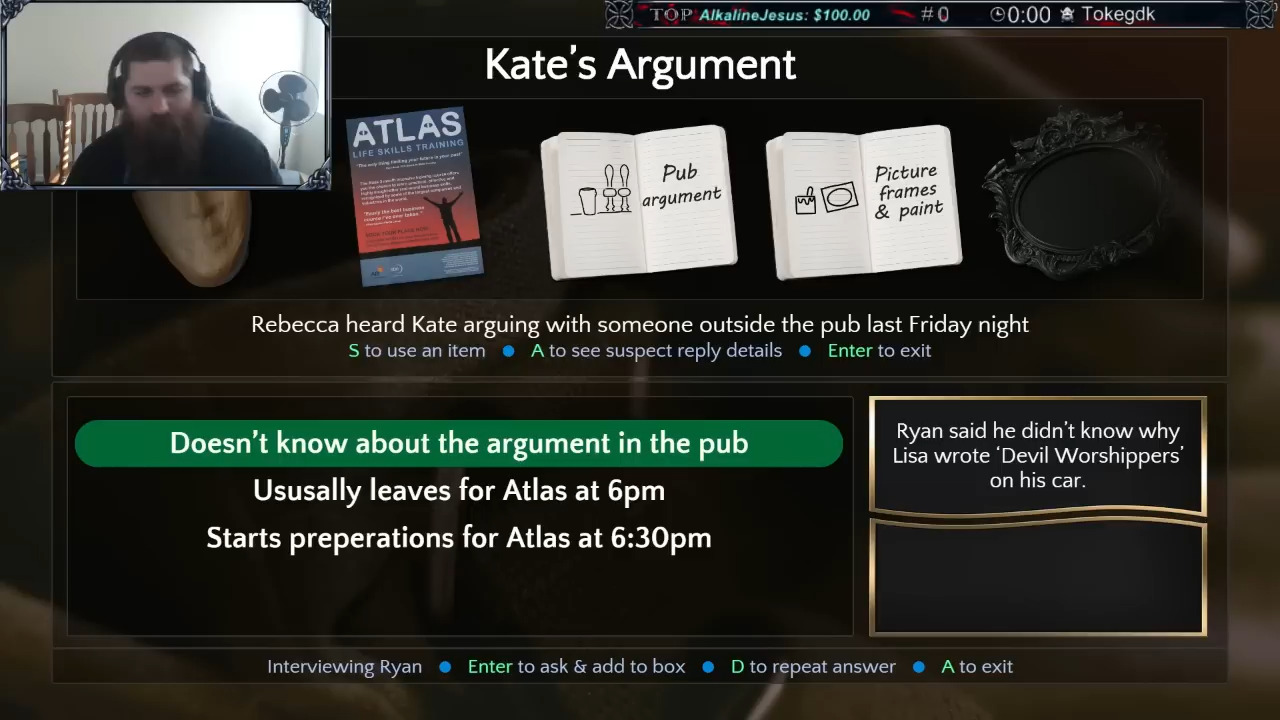 TOP AlkalineJesus: $100.00 #0 0:00 Tokegdk
Kate's Argument
ATLAS
LIFE SKILLS TRAINING
Pub
argument
Picture
frames
& paint
Rebecca heard Kate arguing with someone outside the pub last Friday night
S to use an item A to see suspect reply details Enter to exit
Doesn't know about the argument in the pub
Ususally leaves for Atlas at 6pm
Starts preperations for Atlas at 6:30pm
Ryan said he didn't know why
Lisa wrote 'Devil Worshippers'
on his car.
Interviewing Ryan Enter to ask & add to box D to repeat answer A to exit